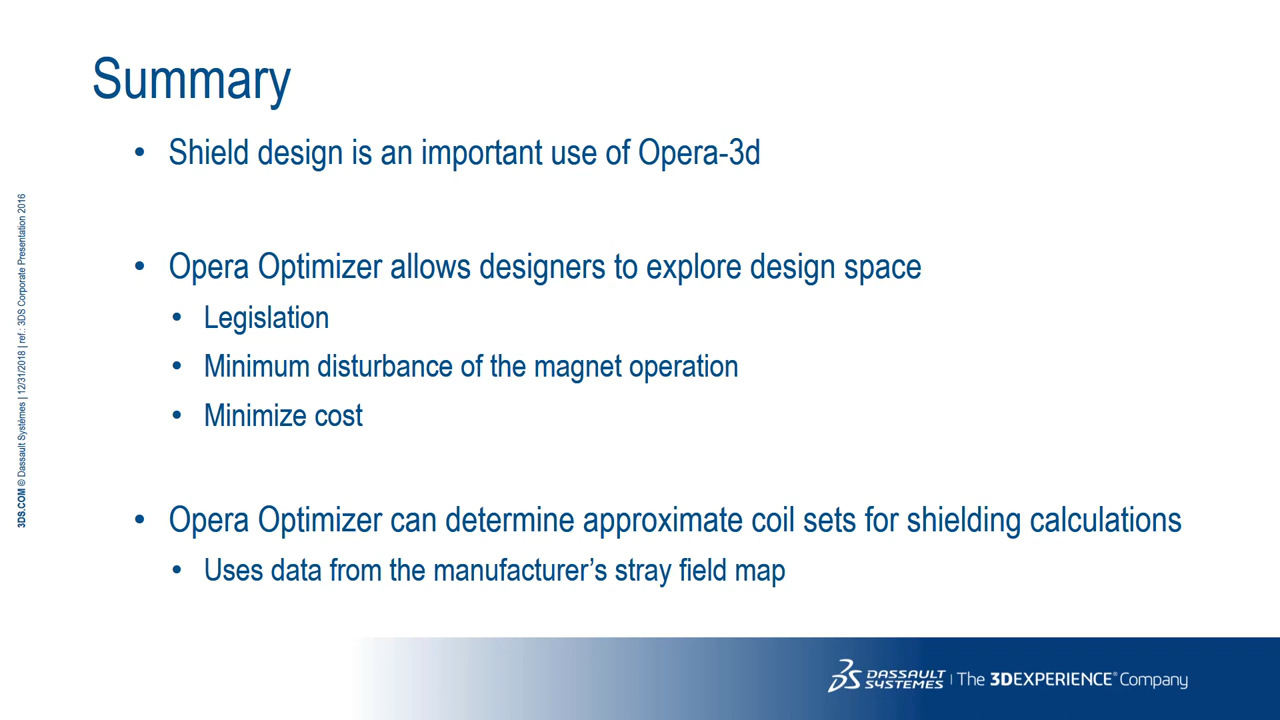 Summary
• Shield design is an important use of Opera-3d
• Opera Optimizer allows designers to explore design space
• Legislation
• Minimum disturbance of the magnet operation
• Minimize cost
• Opera Optimizer can determine approximate coil sets for shielding calculations
• Uses data from the manufacturer’s stray field map
3DS.COM © Dassault Systèmes | 12/31/2018 | ref.: 3DS Corporate Presentation 2016
DASSAULT SYSTEMES | The 3DEXPERIENCE® Company